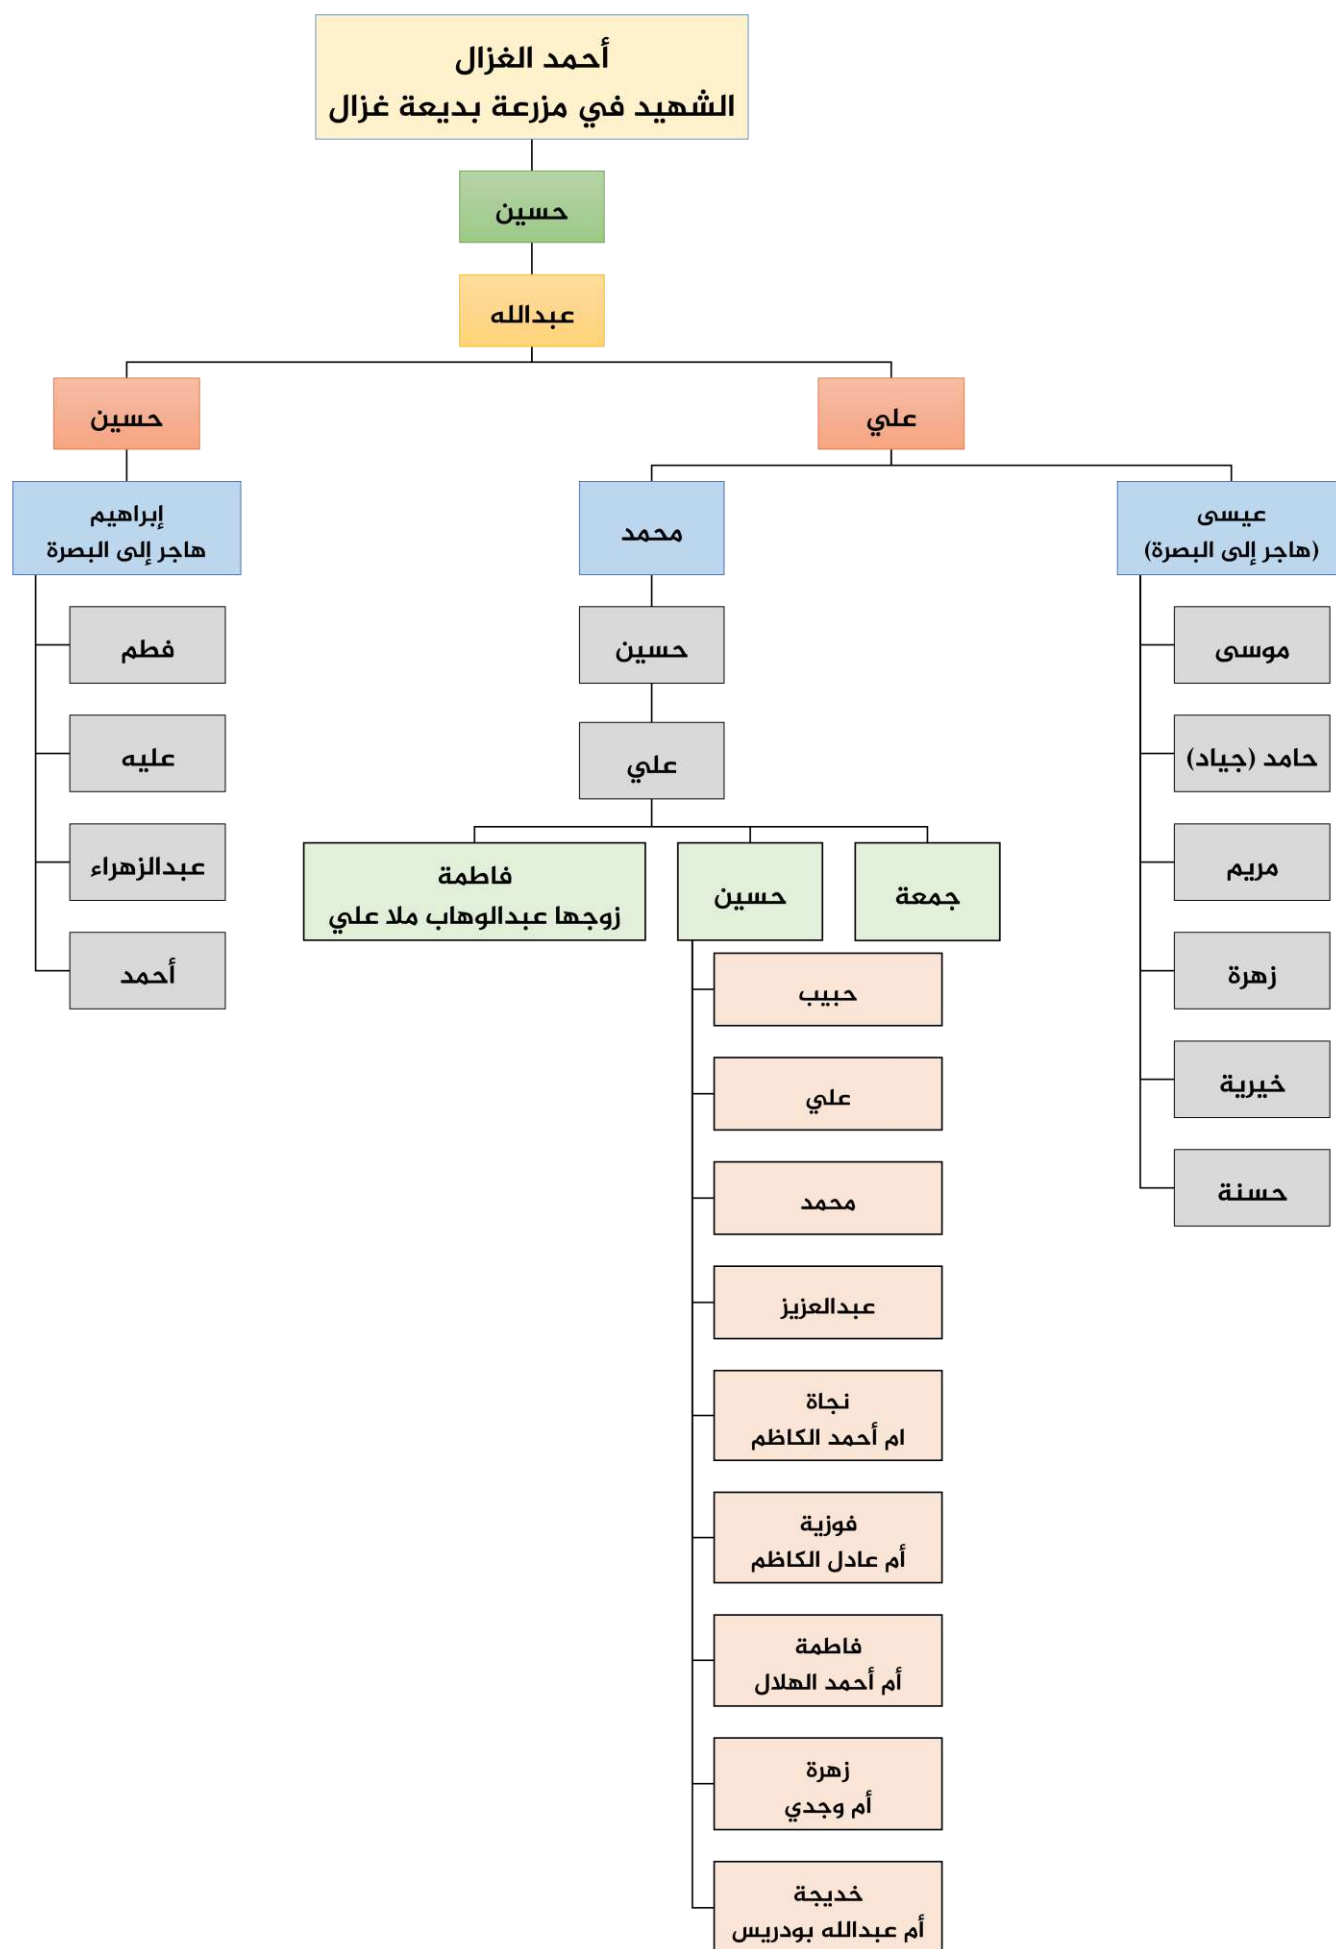 أحمد الغزال
الشهيد في مزرعة بديعة غزال
حسين
عبدالله
علي
حسين
عيسى
(هاجر إلى البصرة)
موسى
حامد (جياد)
مريم
زهرة
خيرية
حسنة
محمد
حسين
علي
جمعة
حسين
فاطمة
زوجها عبدالوهاب ملا علي
حبيب
علي
محمد
عبدالعزيز
نجاة
ام أحمد الكاظم
فوزية
أم عادل الكاظم
فاطمة
أم أحمد الهلال
زهرة
أم وجدي
خديجة
أم عبدالله بودريس
إبراهيم
هاجر إلى البصرة
فطم
عليه
عبدالزهراء
أحمد